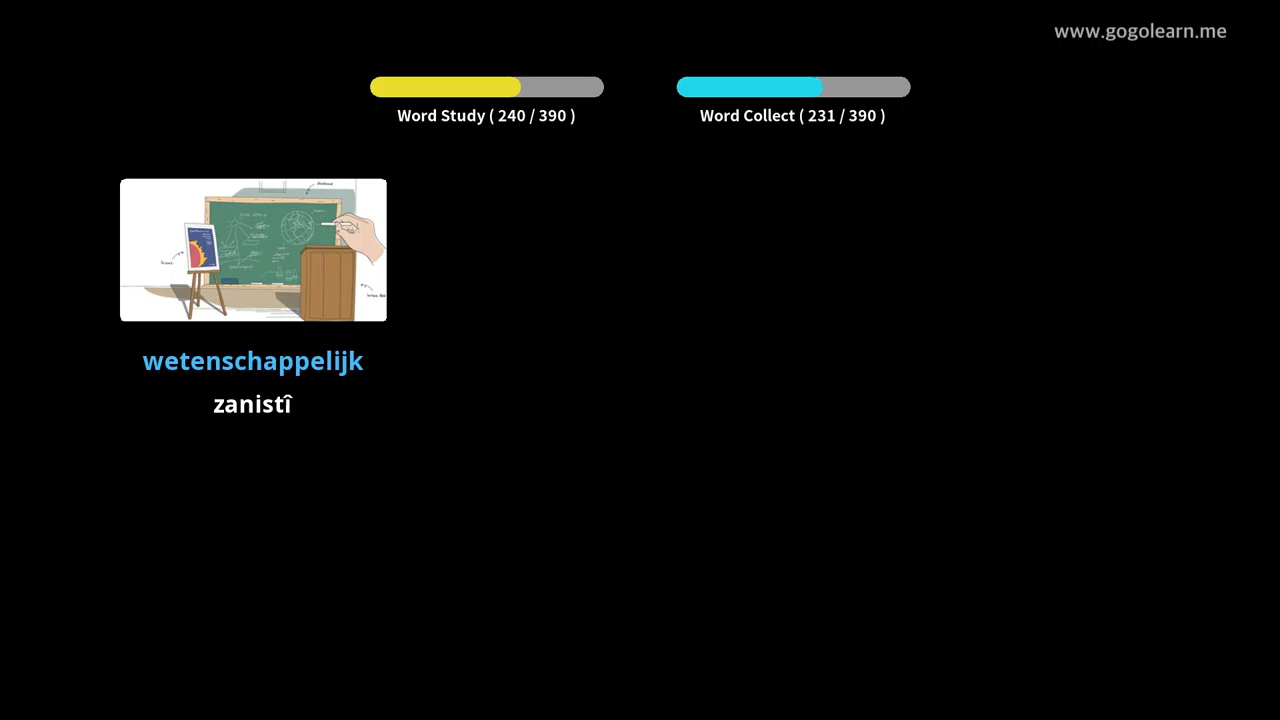 www.gogolearn.me
Word Study ( 240 / 390 )
Word Collect ( 231 / 390 )
wetenschappelijk
zanistî